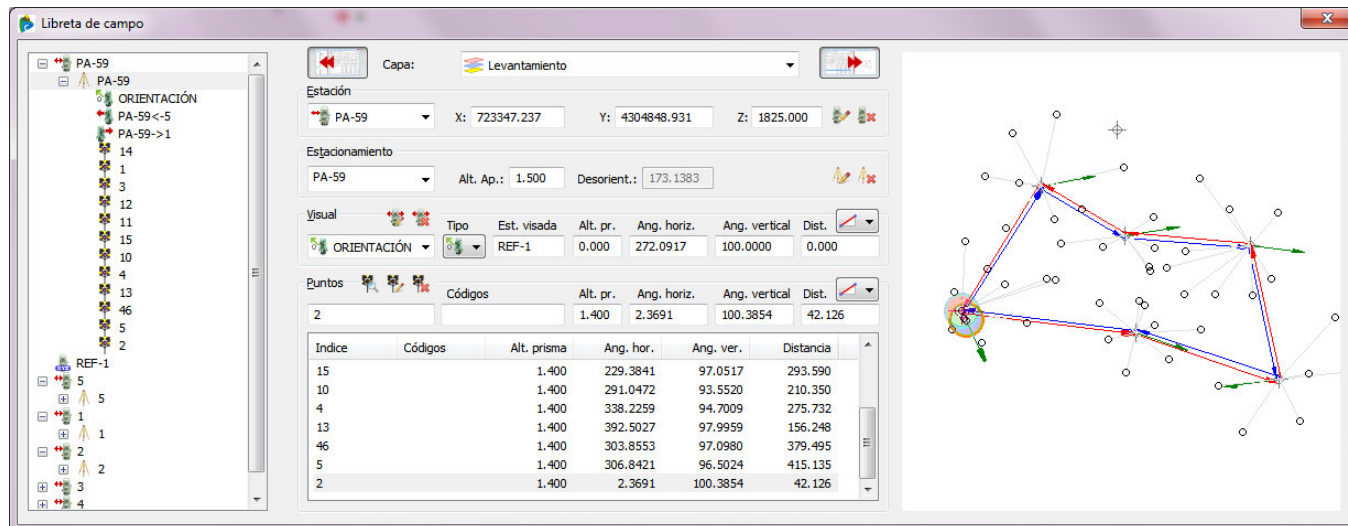 Libreta de campo
PA-59
PA-59
ORIENTACIÓN
PA-59<-5
PA-59->1
14
1
3
12
11
15
10
4
13
46
5
2
REF-1
5
5
1
1
2
2
3
4
Capa: Levantamiento
Estación
PA-59 X: 723347.237 Y: 4304848.931 Z: 1825.000
Estacionamiento
PA-59 Alt. Ap.: 1.500 Desorient.: 173.1383
Visual Tipo Est. visada Alt. pr. Ang. horiz. Ang. vertical Dist.
ORIENTACIÓN REF-1 0.000 272.0917 100.0000 0.000
Puntos Códigos Alt. pr. Ang. horiz. Ang. vertical Dist.
2 1.400 2.3691 100.3854 42.126
Indice Códigos Alt. prisma Ang. hor. Ang. ver. Distancia
15 1.400 229.3841 97.0517 293.590
10 1.400 291.0472 93.5520 210.350
4 1.400 338.2259 94.7009 275.732
13 1.400 392.5027 97.9959 156.248
46 1.400 303.8553 97.0980 379.495
5 1.400 306.8421 96.5024 415.135
2 1.400 2.3691 100.3854 42.126